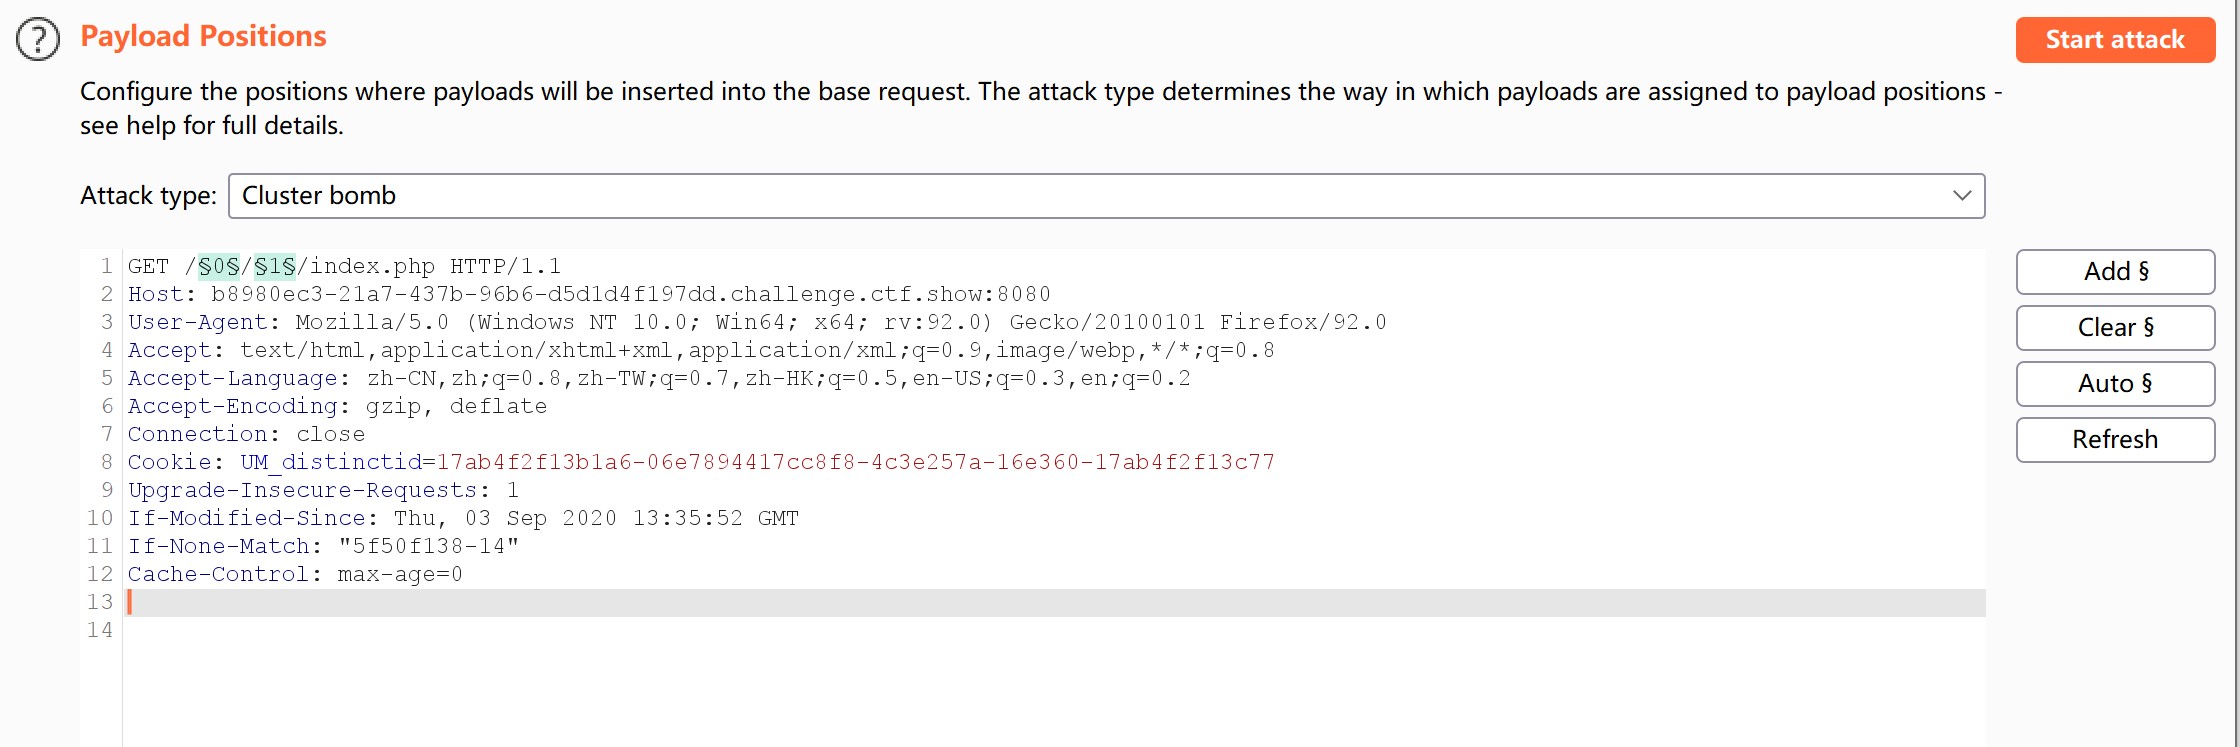 ?
Payload Positions
Start attack
Configure the positions where payloads will be inserted into the base request. The attack type determines the way in which payloads are assigned to payload positions -
see help for full details.
Attack type: Cluster bomb
1 GET /§0§/§1§/index.php HTTP/1.1
2 Host: b8980ec3-21a7-437b-96b6-d5d1d4f197dd.challenge.ctf.show:8080
3 User-Agent: Mozilla/5.0 (Windows NT 10.0; Win64; x64; rv:92.0) Gecko/20100101 Firefox/92.0
4 Accept: text/html,application/xhtml+xml,application/xml;q=0.9,image/webp,*/*;q=0.8
5 Accept-Language: zh-CN,zh;q=0.8,zh-TW;q=0.7,zh-HK;q=0.5,en-US;q=0.3,en;q=0.2
6 Accept-Encoding: gzip, deflate
7 Connection: close
8 Cookie: UM_distinctid=17ab4f2f13b1a6-06e7894417cc8f8-4c3e257a-16e360-17ab4f2f13c77
9 Upgrade-Insecure-Requests: 1
10 If-Modified-Since: Thu, 03 Sep 2020 13:35:52 GMT
11 If-None-Match: "5f50f138-14"
12 Cache-Control: max-age=0
13
14
Add §
Clear §
Auto §
Refresh